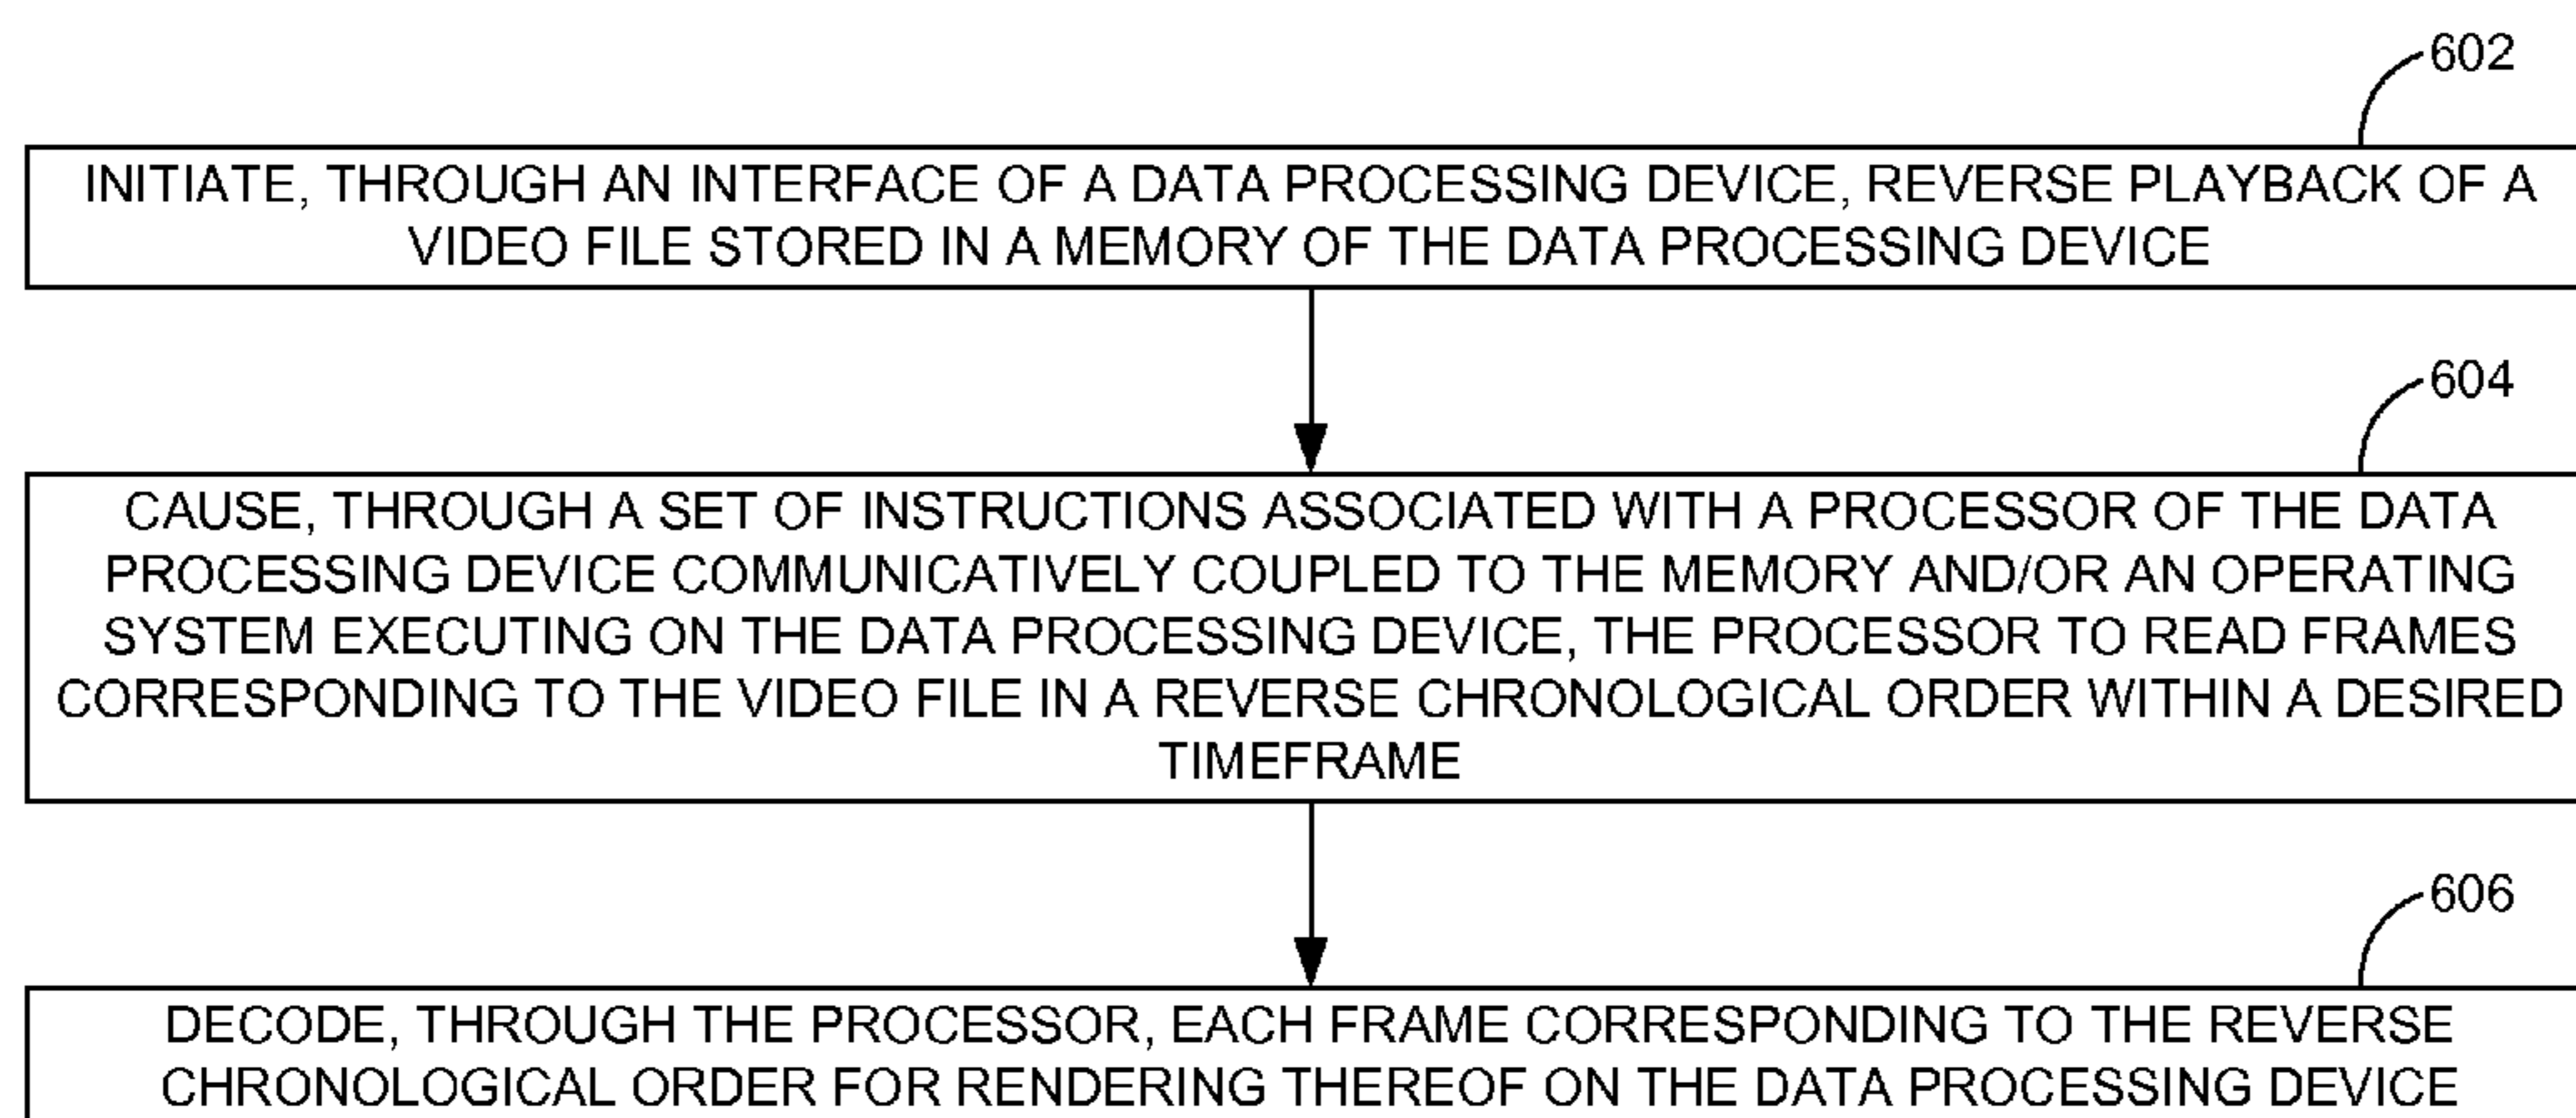 602
INITIATE, THROUGH AN INTERFACE OF A DATA PROCESSING DEVICE, REVERSE PLAYBACK OF A
VIDEO FILE STORED IN A MEMORY OF THE DATA PROCESSING DEVICE
604
CAUSE, THROUGH A SET OF INSTRUCTIONS ASSOCIATED WITH A PROCESSOR OF THE DATA
PROCESSING DEVICE COMMUNICATIVELY COUPLED TO THE MEMORY AND/OR AN OPERATING
SYSTEM EXECUTING ON THE DATA PROCESSING DEVICE, THE PROCESSOR TO READ FRAMES
CORRESPONDING TO THE VIDEO FILE IN A REVERSE CHRONOLOGICAL ORDER WITHIN A DESIRED
TIMEFRAME
606
DECODE, THROUGH THE PROCESSOR, EACH FRAME CORRESPONDING TO THE REVERSE
CHRONOLOGICAL ORDER FOR RENDERING THEREOF ON THE DATA PROCESSING DEVICE